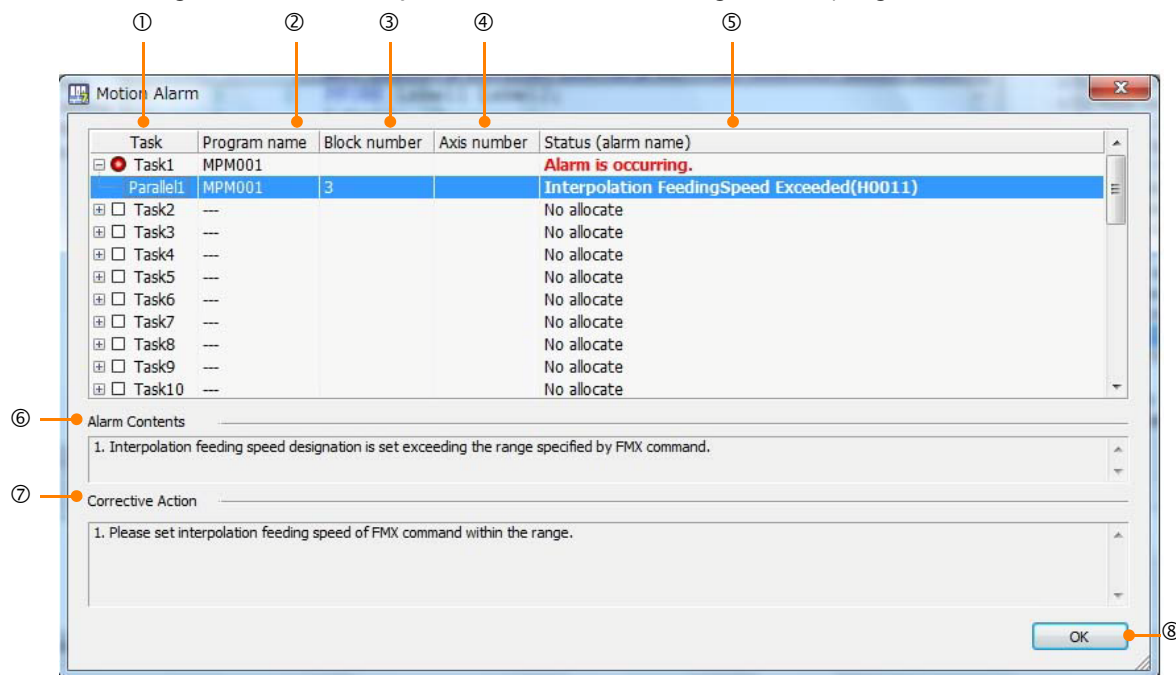 ① ② ③ ④ ⑤
Motion Alarm
Task Program name Block number Axis number Status (alarm name)
Task1 MPM001 Alarm is occurring.
Parallel1 MPM001 3 Interpolation FeedingSpeed Exceeded(H0011)
Task2 --- No allocate
Task3 --- No allocate
Task4 --- No allocate
Task5 --- No allocate
Task6 --- No allocate
Task7 --- No allocate
Task8 --- No allocate
Task9 --- No allocate
Task10 --- No allocate
⑥ Alarm Contents
1. Interpolation feeding speed designation is set exceeding the range specified by FMX command.
⑦ Corrective Action
1. Please set interpolation feeding speed of FMX command within the range.
OK ⑧